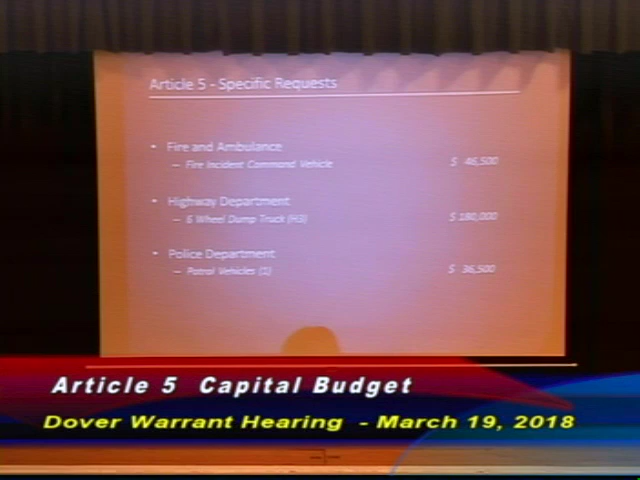 Article 5 - Specific Requests
• Fire and Ambulance
– Fire Incident Command Vehicle $ 46,500
• Highway Department
– 6 Wheel Dump Truck (H3) $ 180,000
• Police Department
– Patrol Vehicles (1) $ 36,500
Article 5 Capital Budget
Dover Warrant Hearing - March 19, 2018